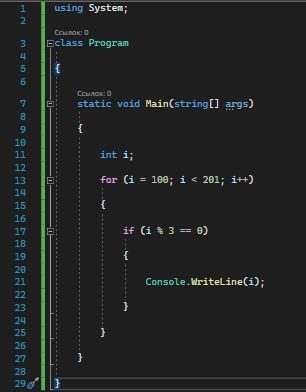 1 using System;
2
Ссылок: 0
3 class Program
4
5 {
6
Ссылок: 0
7 static void Main(string[] args)
8
9 {
10
11 int i;
12
13 for (i = 100; i < 201; i++)
14
15 {
16
17 if (i % 3 == 0)
18
19 {
20
21 Console.WriteLine(i);
22
23 }
24
25 }
26
27 }
28
29 }